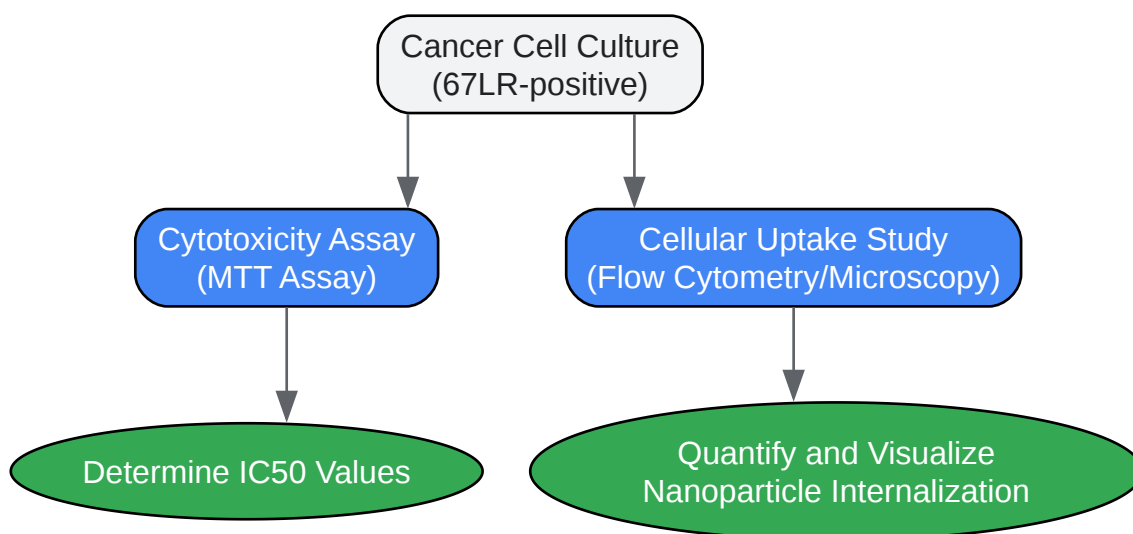 Cancer Cell Culture
(67LR-positive)
Cytotoxicity Assay
(MTT Assay)
Cellular Uptake Study
(Flow Cytometry/Microscopy)
Determine IC50 Values
Quantify and Visualize
Nanoparticle Internalization